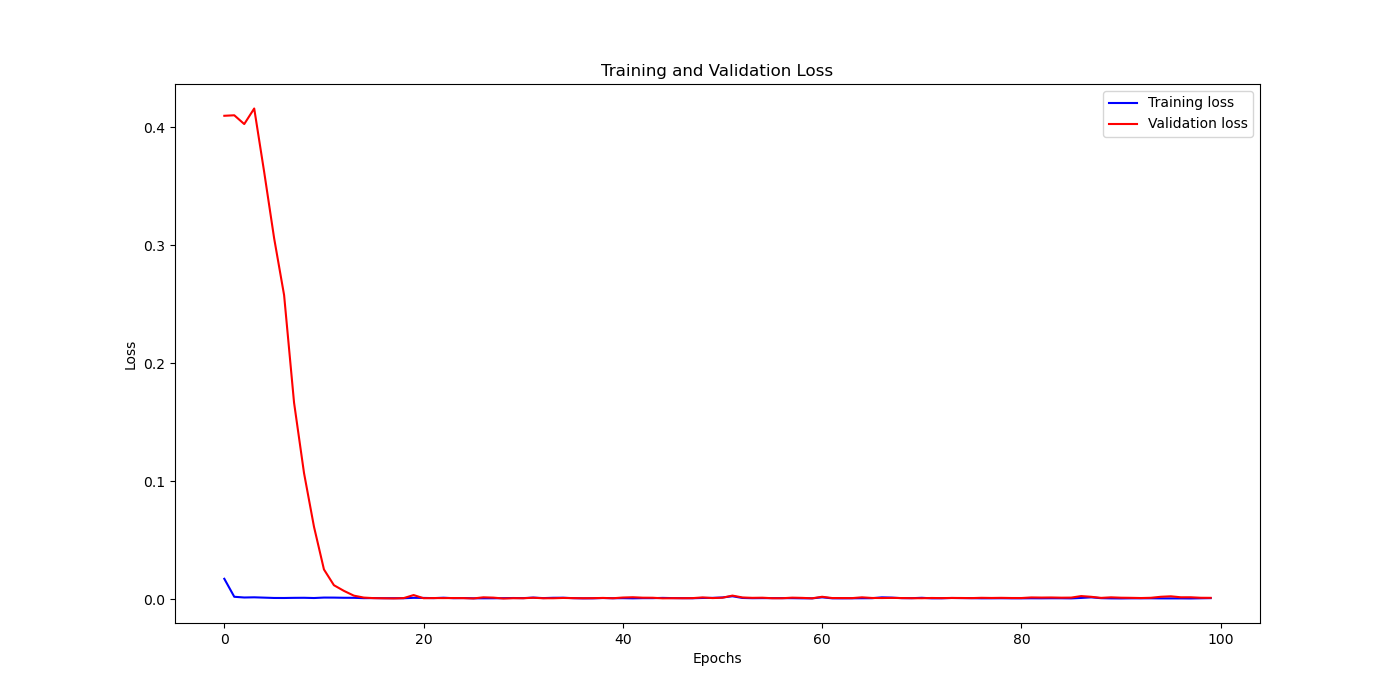 Training and Validation Loss
Training loss
Validation loss
0.4
0.3
0.2
0.1
0.0
Loss
0 20 40 60 80 100
Epochs